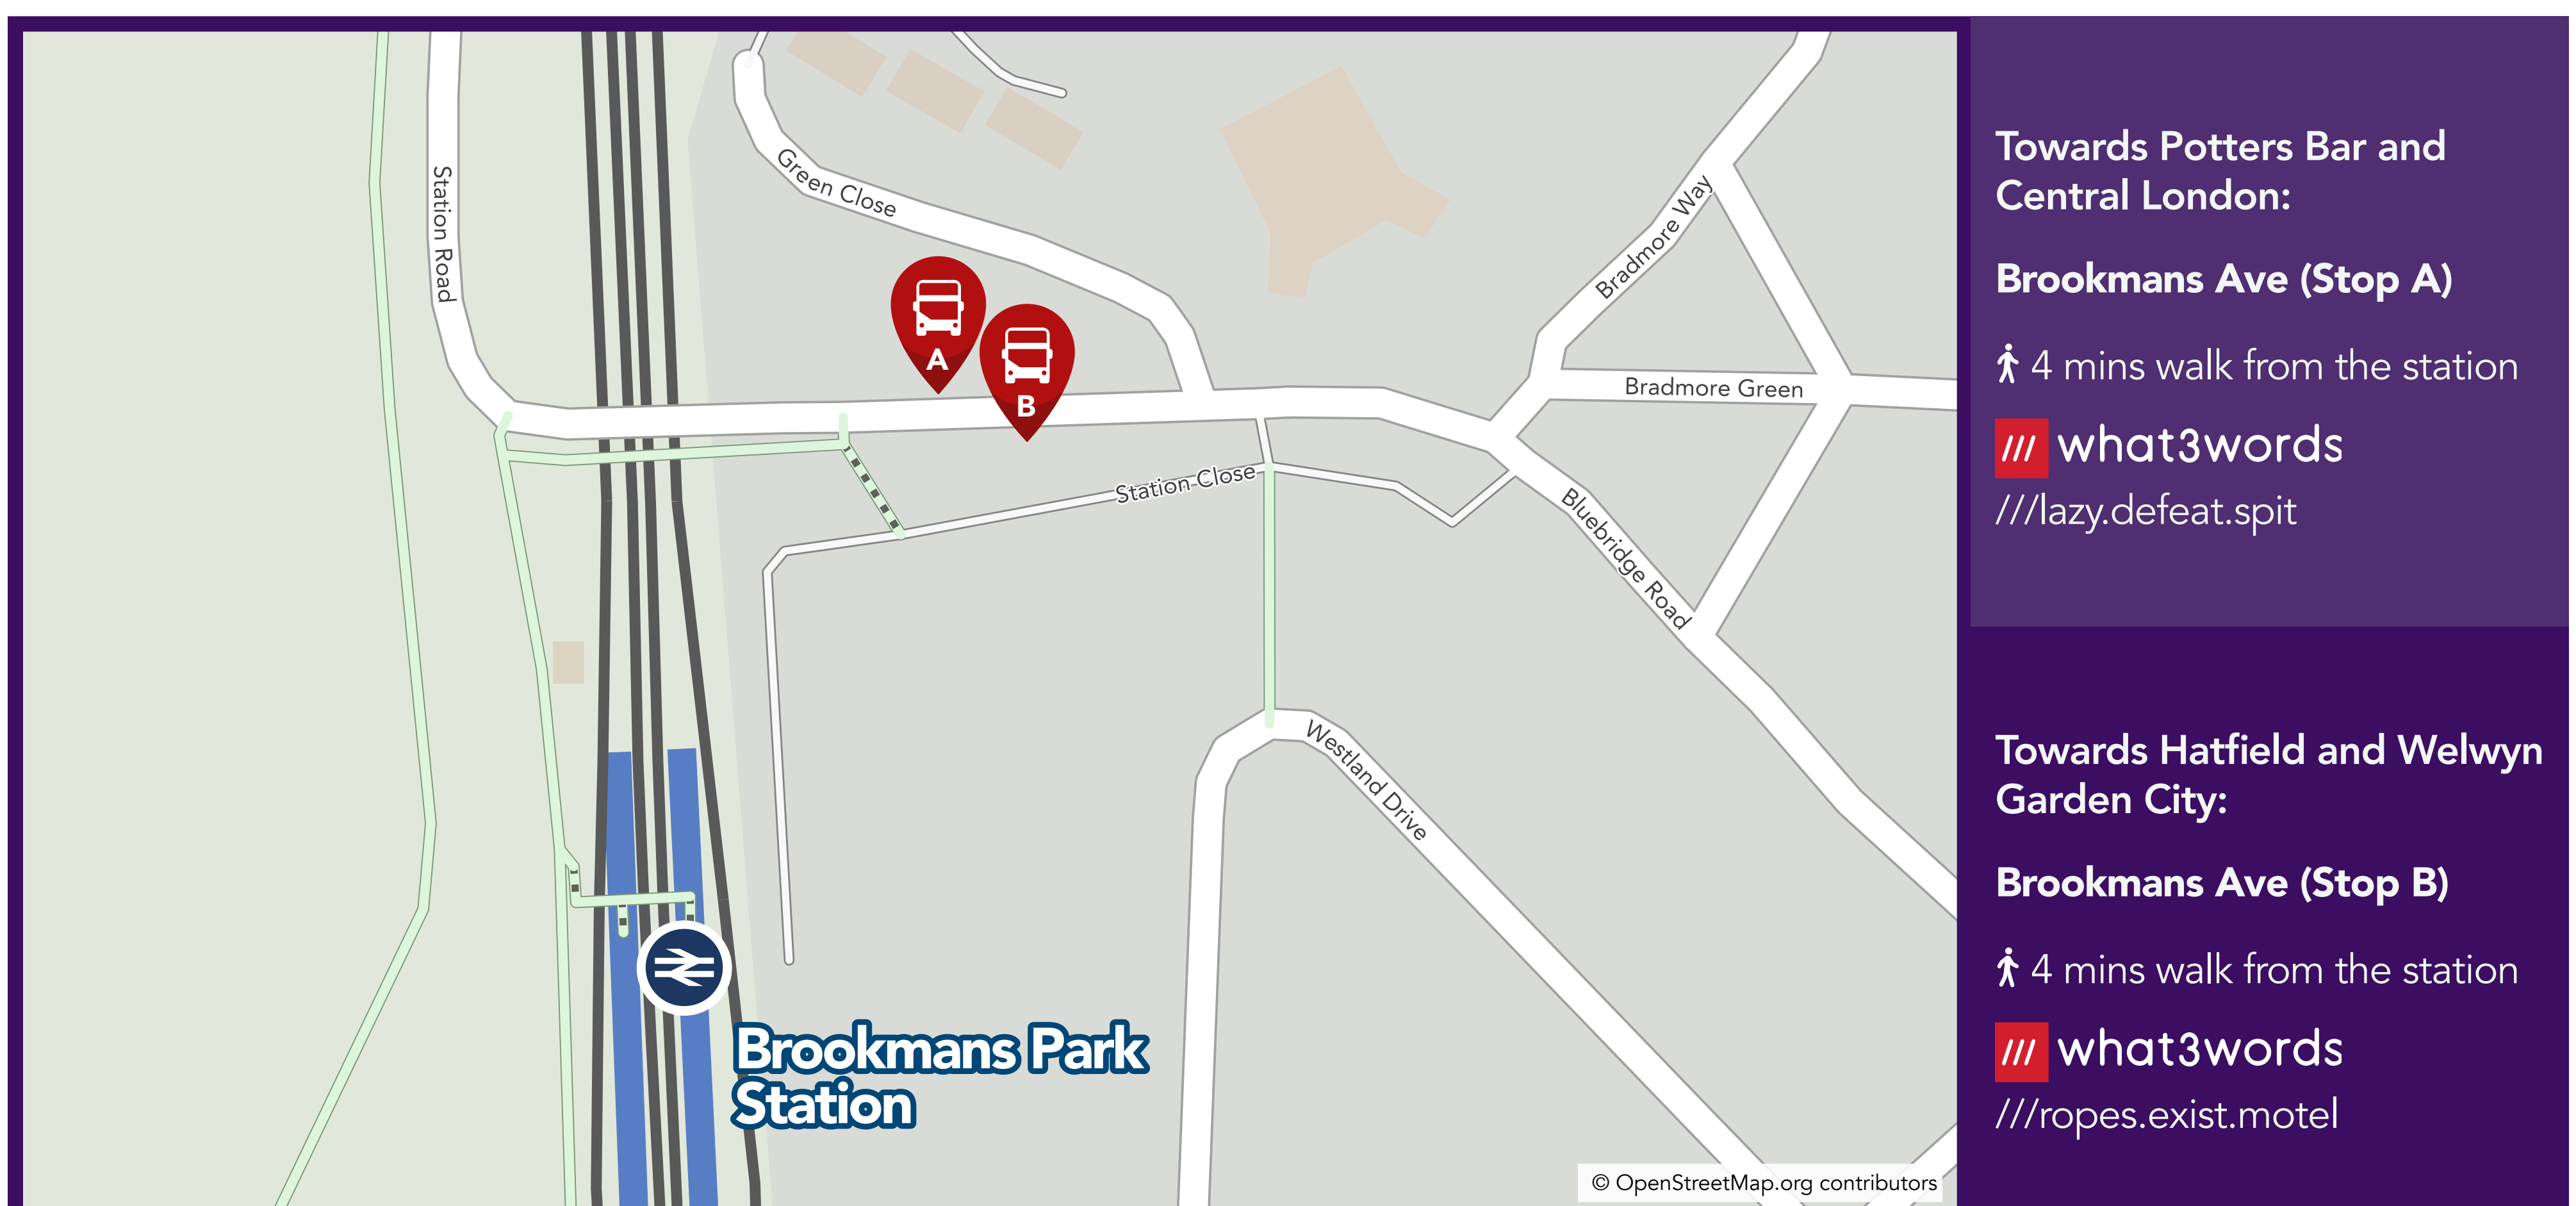 Station Road
Green Close
A
B
Bradmore Way
Bradmore Green
Station Close
Bluebridge Road
Westland Drive
Brookmans Park
Station
© OpenStreetMap.org contributors
Towards Potters Bar and
Central London:
Brookmans Ave (Stop A)
4 mins walk from the station
/// what3words
///lazy.defeat.spit
Towards Hatfield and Welwyn
Garden City:
Brookmans Ave (Stop B)
4 mins walk from the station
/// what3words
///ropes.exist.motel